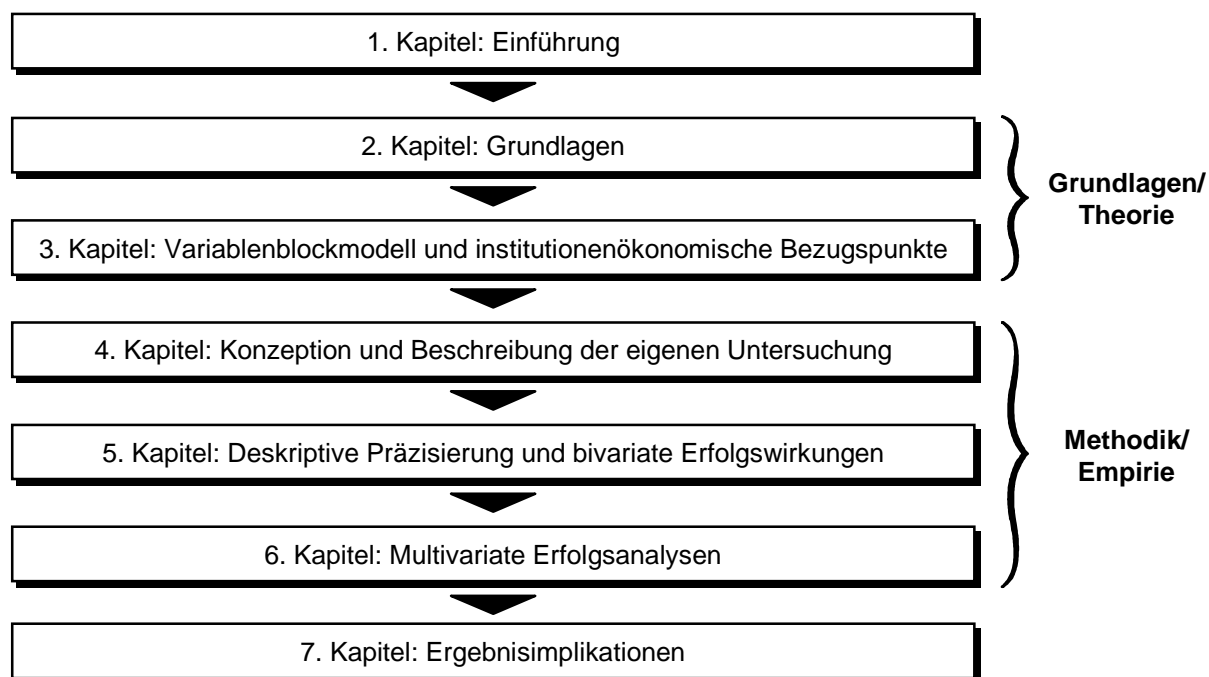 1. Kapitel: Einführung
2. Kapitel: Grundlagen
3. Kapitel: Variablenblockmodell und institutionenökonomische Bezugspunkte
Grundlagen/
Theorie
4. Kapitel: Konzeption und Beschreibung der eigenen Untersuchung
5. Kapitel: Deskriptive Präzisierung und bivariate Erfolgswirkungen
6. Kapitel: Multivariate Erfolgsanalysen
Methodik/
Empirie
7. Kapitel: Ergebnisimplikationen